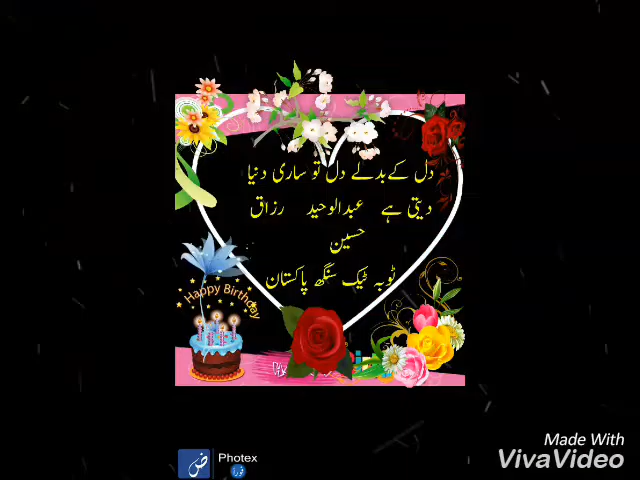 دل کے بدلے دل تو ساری دنیا
دیتی ہے عبدالوحید رزاق
حسین
ٹوبہ ٹیک سنگھ پاکستان
Happy Birthday
ض
Photex
Made With
VivaVideo